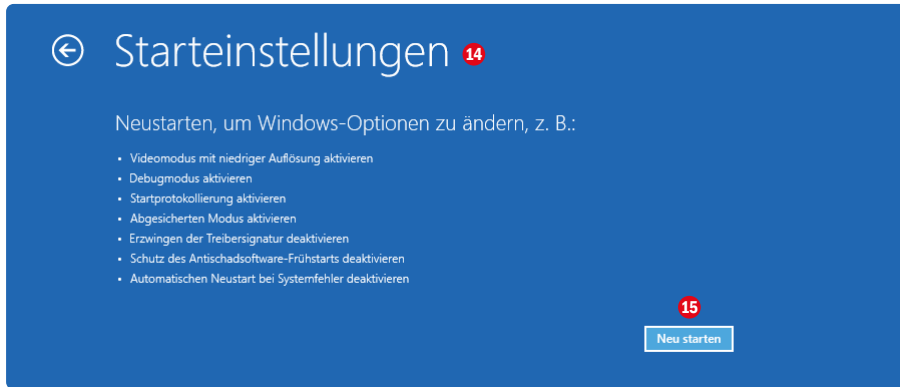 Starteinstellungen 14
Neustarten, um Windows-Optionen zu ändern, z. B.:
• Videomodus mit niedriger Auflösung aktivieren
• Debugmodus aktivieren
• Startprotokollierung aktivieren
• Abgesicherten Modus aktivieren
• Erzwingen der Treibersignatur deaktivieren
• Schutz des Antischadsoftware-Frühstarts deaktivieren
• Automatischen Neustart bei Systemfehler deaktivieren
15
Neu starten